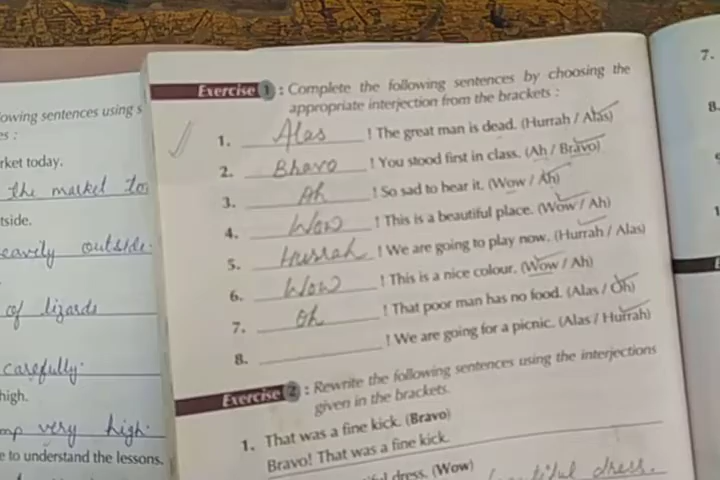 owing sentences using s
es :
rket today.
the market to
tside.
eavily outside.
of lizards
carefully.
high.
mp very high.
e to understand the lessons.
Exercise 1 : Complete the following sentences by choosing the
appropriate interjection from the brackets :
1. Alas ! The great man is dead. (Hurrah / Alas)
2. Bhavo ! You stood first in class. (Ah / Bravo)
3. Ah ! So sad to hear it. (Wow / Ah)
4. Wow ! This is a beautiful place. (Wow / Ah)
5. Hurrah ! We are going to play now. (Hurrah / Alas)
6. Wow ! This is a nice colour. (Wow / Ah)
7. Oh ! That poor man has no food. (Alas / Oh)
8. ! We are going for a picnic. (Alas / Hurrah)
Exercise 2 : Rewrite the following sentences using the interjections
given in the brackets.
1. That was a fine kick. (Bravo)
Bravo! That was a fine kick.
dress. (Wow)
beautiful dress.
7.
8.